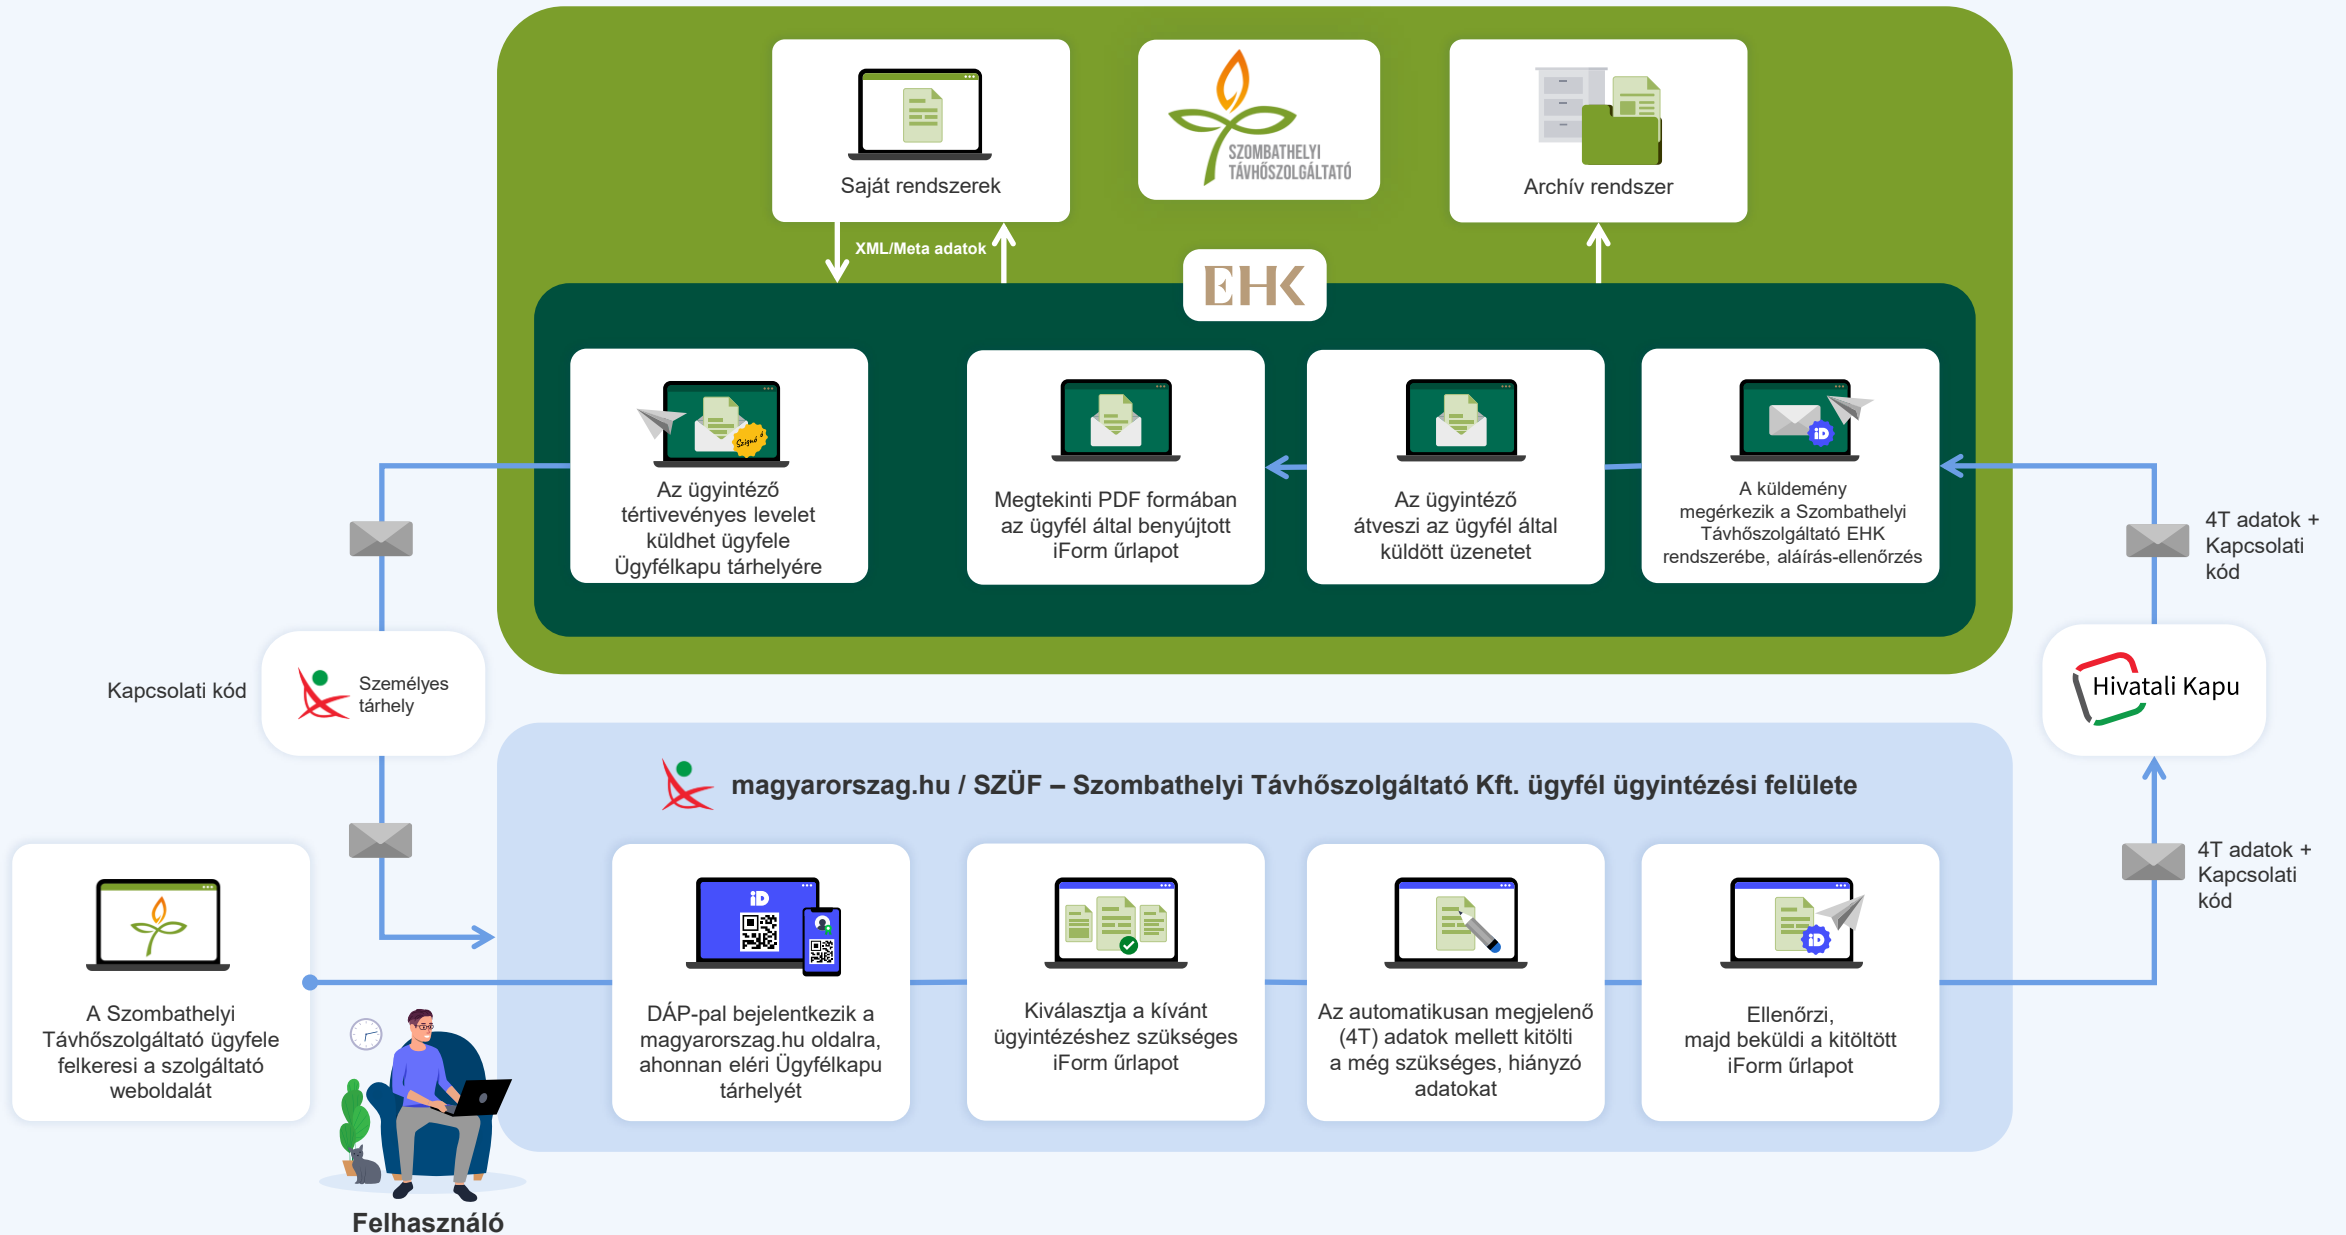 SZOMBATHELYI
TÁVHŐSZOLGÁLTATÓ
Saját rendszerek
Archív rendszer
XML/Meta adatok
EHK
Szignó
Az ügyintéző
tértivevényes levelet
küldhet ügyfele
Ügyfélkapu tárhelyére
Megtekinti PDF formában
az ügyfél által benyújtott
iForm űrlapot
Az ügyintéző
átveszi az ügyfél által
küldött üzenetet
iD
A küldemény
megérkezik a Szombathelyi
Távhőszolgáltató EHK
rendszerébe, aláírás-ellenőrzés
4T adatok +
Kapcsolati
kód
Kapcsolati kód
Személyes
tárhely
Hivatali Kapu
magyarorszag.hu / SZÜF – Szombathelyi Távhőszolgáltató Kft. ügyfél ügyintézési felülete
4T adatok +
Kapcsolati
kód
A Szombathelyi
Távhőszolgáltató ügyfele
felkeresi a szolgáltató
weboldalát
iD
DÁP-pal bejelentkezik a
magyarorszag.hu oldalra,
ahonnan eléri Ügyfélkapu
tárhelyét
Kiválasztja a kívánt
ügyintézéshez szükséges
iForm űrlapot
Az automatikusan megjelenő
(4T) adatok mellett kitölti
a még szükséges, hiányzó
adatokat
iD
Ellenőrzi,
majd beküldi a kitöltött
iForm űrlapot
Felhasználó